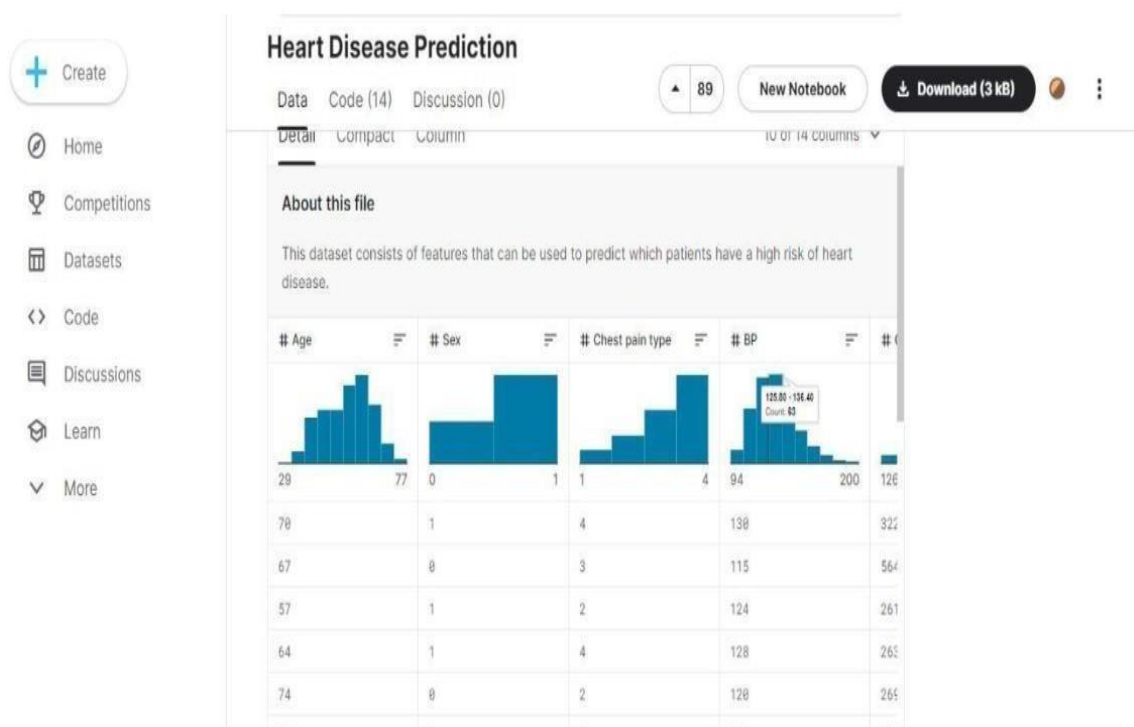 Heart Disease Prediction
Create
Data Code (14) Discussion (0)
89
New Notebook
Download (3 kB)
Detail Compact Column
10 of 14 columns
Home
Competitions
Datasets
Code
Discussions
Learn
More
About this file
This dataset consists of features that can be used to predict which patients have a high risk of heart
disease.
# Age # Sex # Chest pain type # BP # (
125.80 - 136.40
Count: 63
29 77 0 1 1 4 94 200 126
70 1 4 130 322
67 0 3 115 564
57 1 2 124 261
64 1 4 128 263
74 0 2 120 269